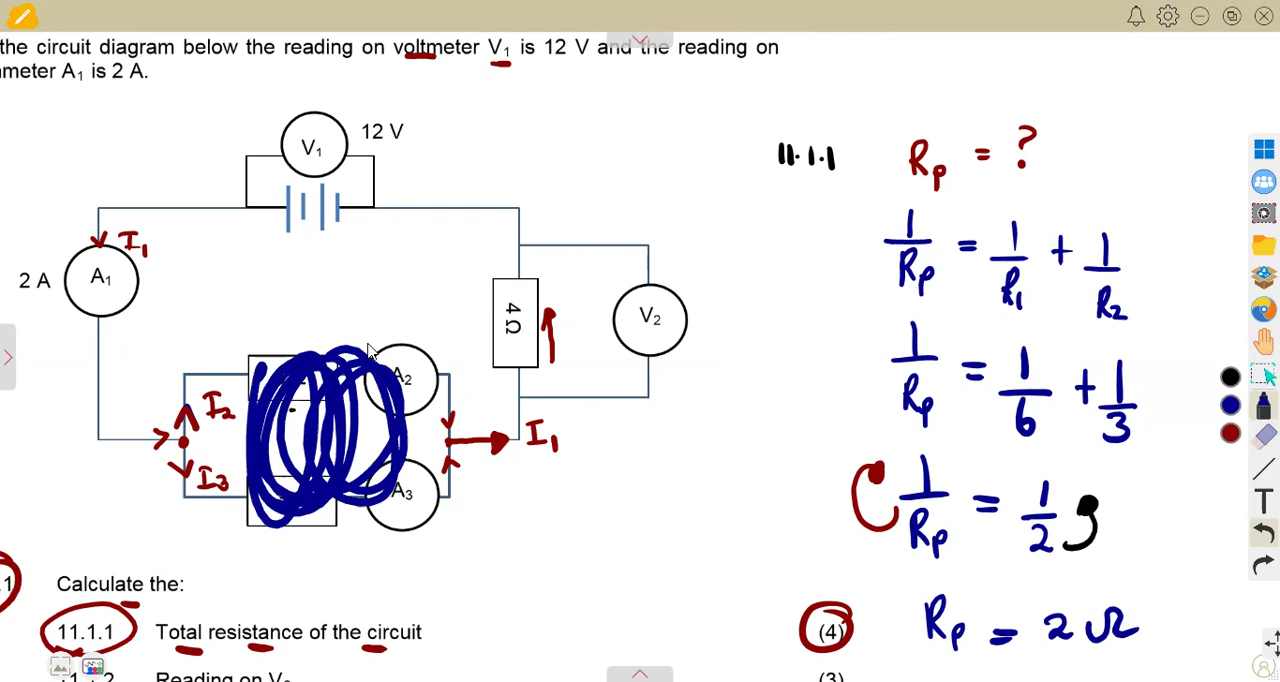 the circuit diagram below the reading on voltmeter V1 is 12 V and the reading on
meter A1 is 2 A.
V1
12 V
11.1.1 Rp = ?
I1
1/Rp = 1/R1 + 1/R2
2 A
A1
4 Ω
V2
1/Rp = 1/6 + 1/3
A2
I2
I1
I3
A3
1/Rp = 1/2
.1
Calculate the:
11.1.1 Total resistance of the circuit (4)
Rp = 2 Ω
Reading on
(3)
T